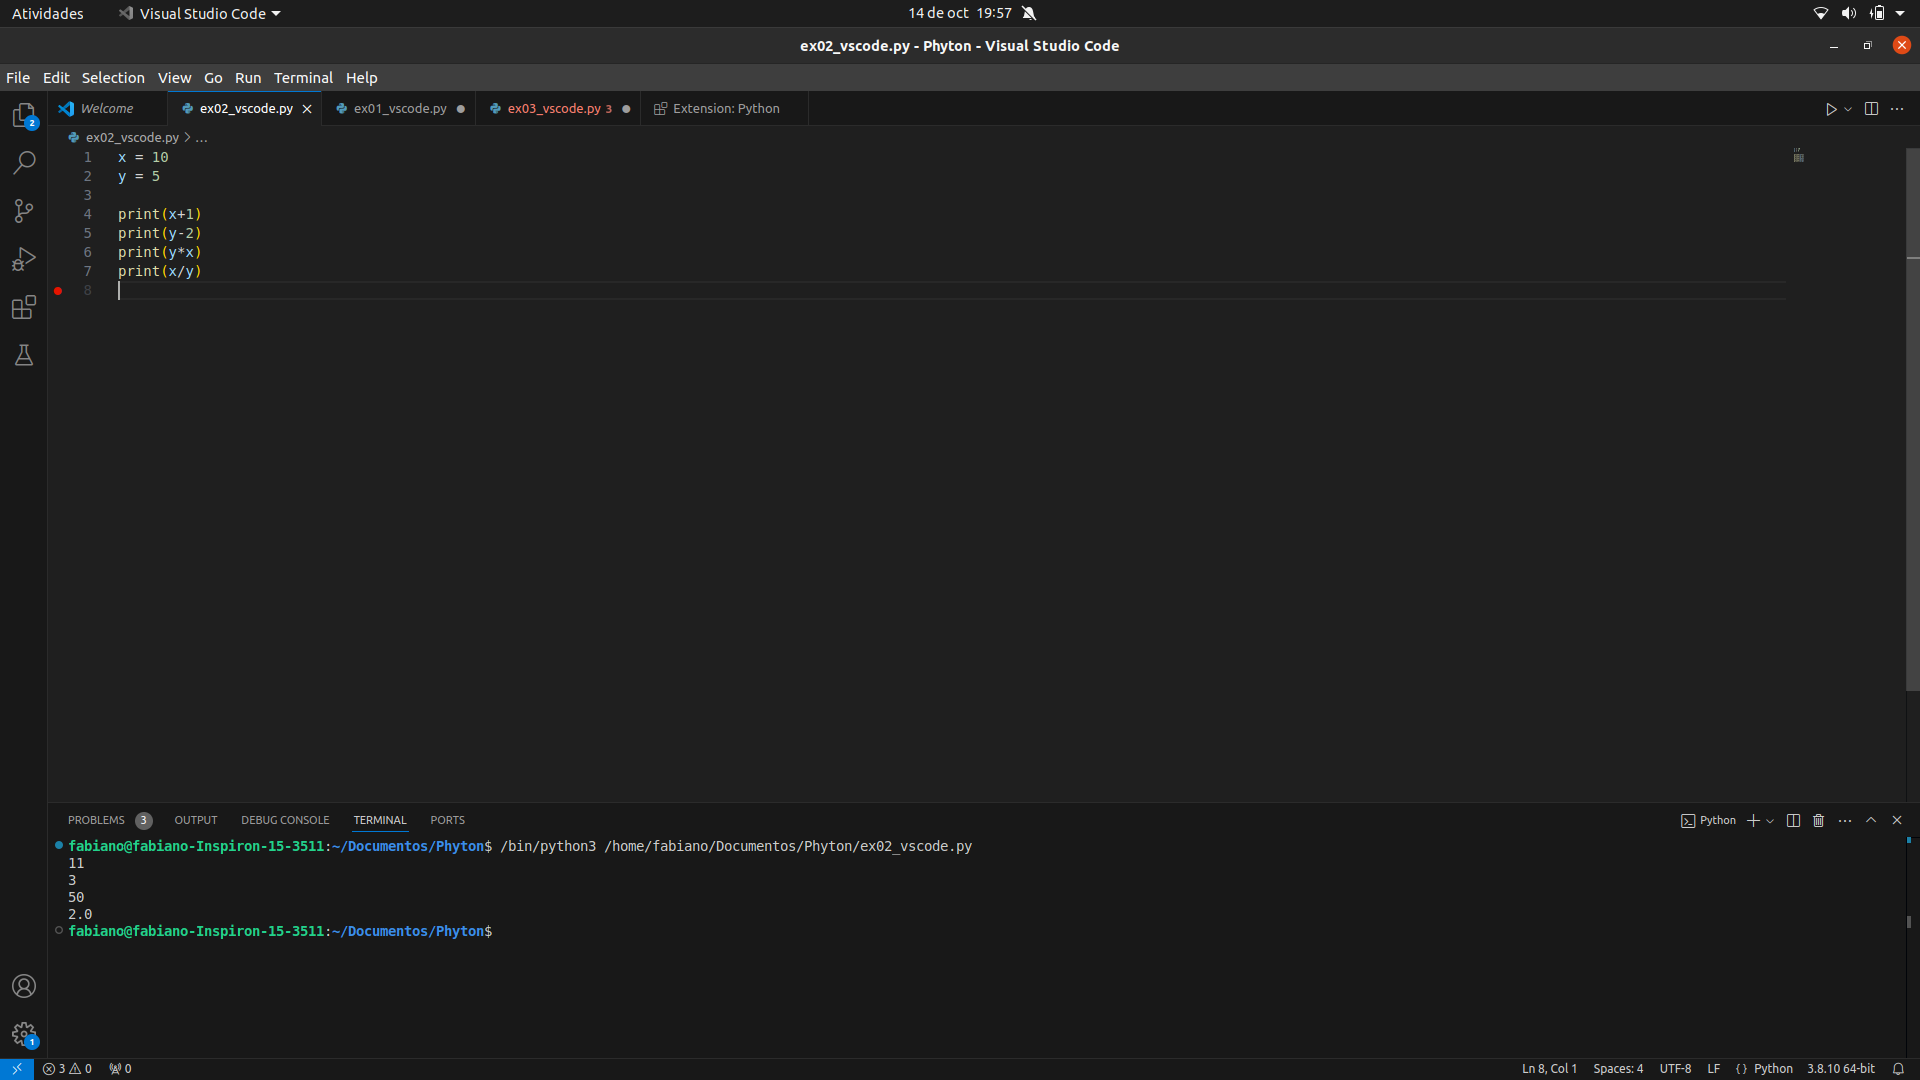 Atividades Visual Studio Code 14 de oct 19:57
ex02_vscode.py - Phyton - Visual Studio Code
File Edit Selection View Go Run Terminal Help
Welcome ex02_vscode.py ex01_vscode.py ex03_vscode.py 3 Extension: Python
2
ex02_vscode.py > ...
1 x = 10
2 y = 5
3
4 print(x+1)
5 print(y-2)
6 print(y*x)
7 print(x/y)
8
PROBLEMS 3 OUTPUT DEBUG CONSOLE TERMINAL PORTS Python
fabiano@fabiano-Inspiron-15-3511:~/Documentos/Phyton$ /bin/python3 /home/fabiano/Documentos/Phyton/ex02_vscode.py
11
3
50
2.0
fabiano@fabiano-Inspiron-15-3511:~/Documentos/Phyton$
1
3 0 0 Ln 8, Col 1 Spaces: 4 UTF-8 LF {} Python 3.8.10 64-bit